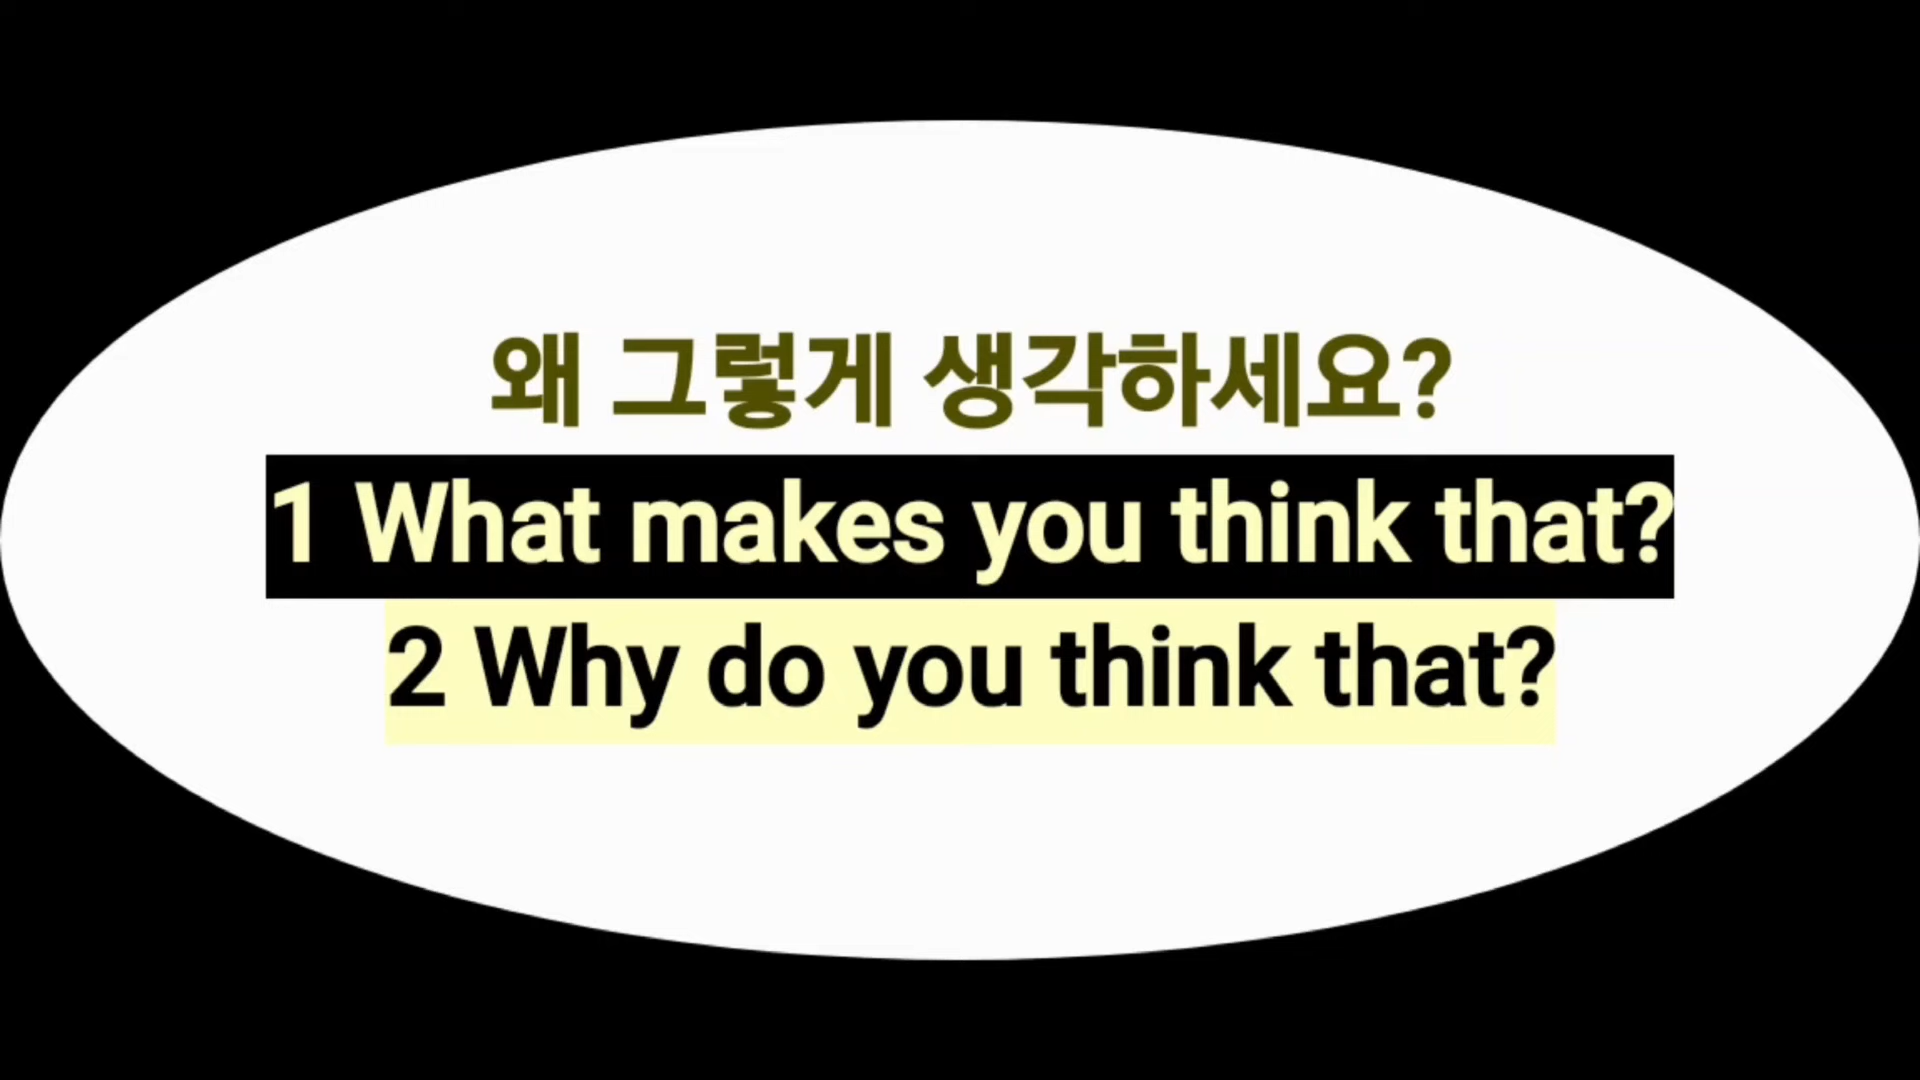 왜 그렇게 생각하세요?
1 What makes you think that?
2 Why do you think that?